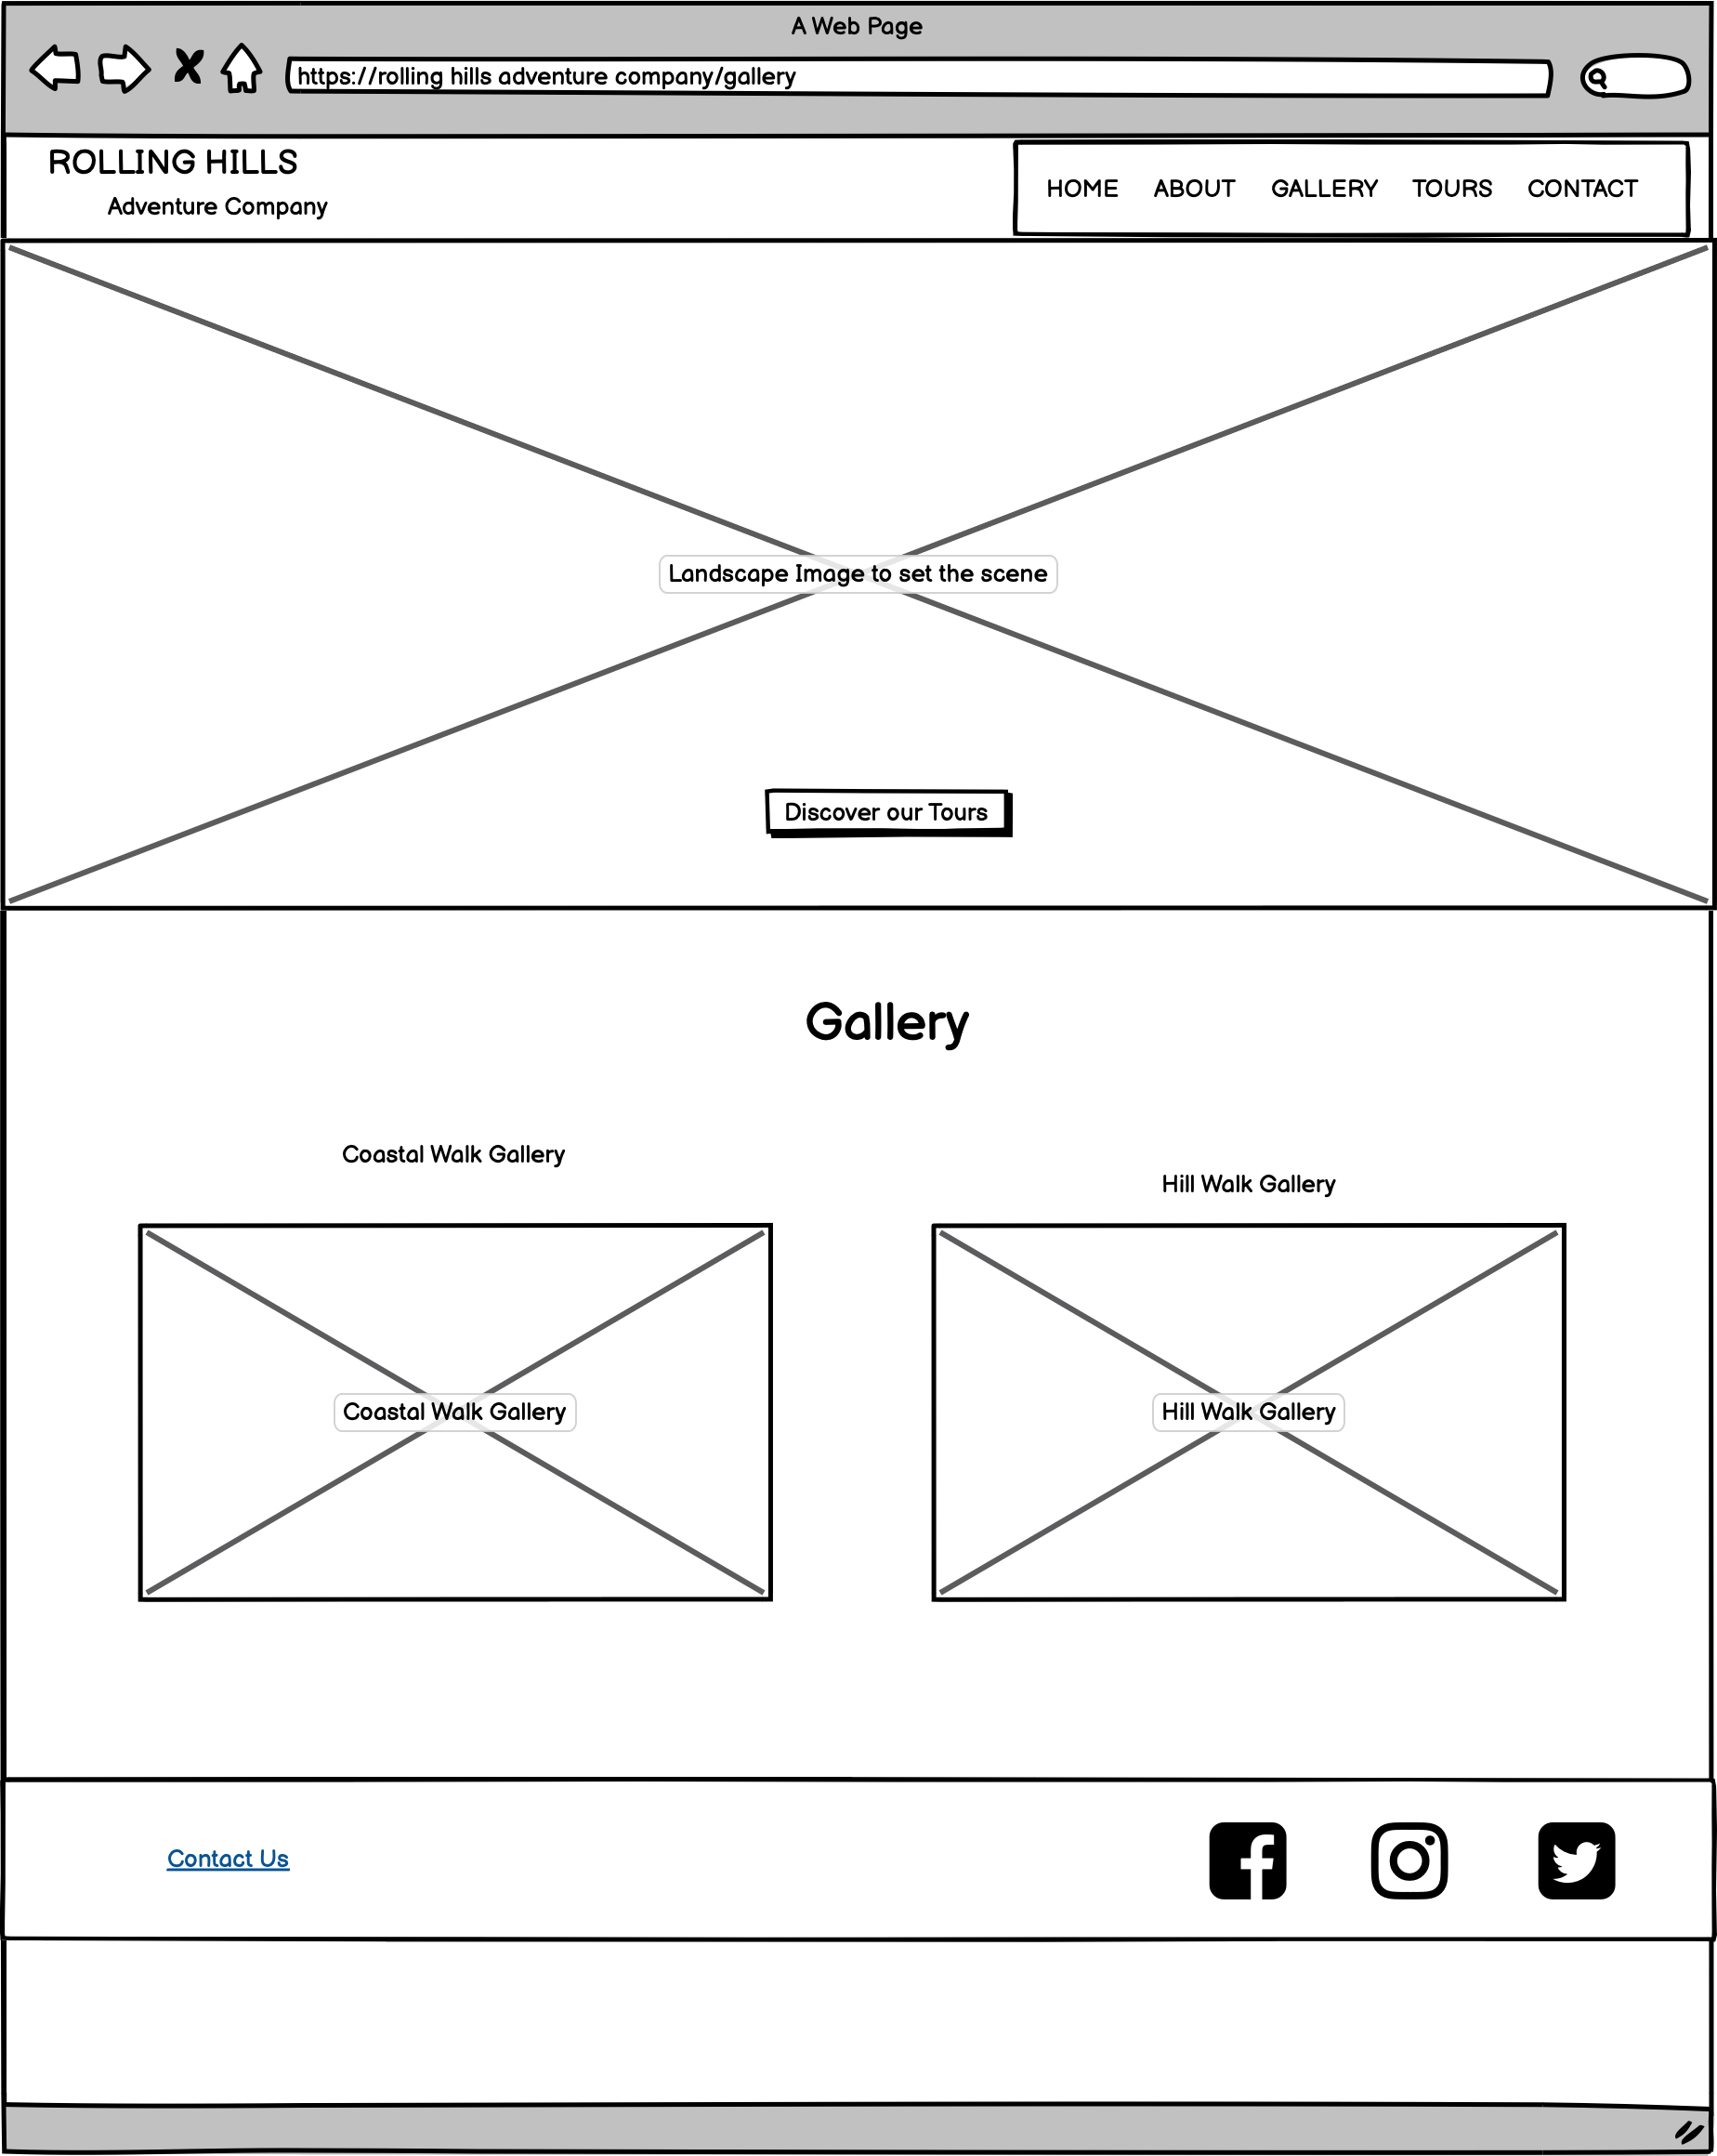 A Web Page
https://rolling hills adventure company/gallery
ROLLING HILLS
Adventure Company
HOME ABOUT GALLERY TOURS CONTACT
Landscape Image to set the scene
Discover our Tours
Gallery
Coastal Walk Gallery
Hill Walk Gallery
Coastal Walk Gallery
Hill Walk Gallery
Contact Us